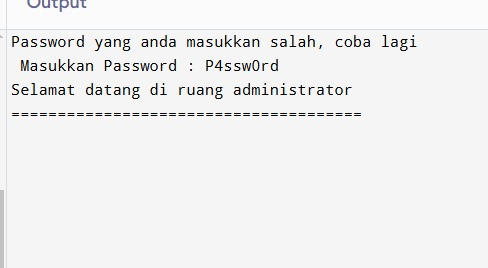 Output
Password yang anda masukkan salah, coba lagi
Masukkan Password : P4ssw0rd
Selamat datang di ruang administrator
======================================